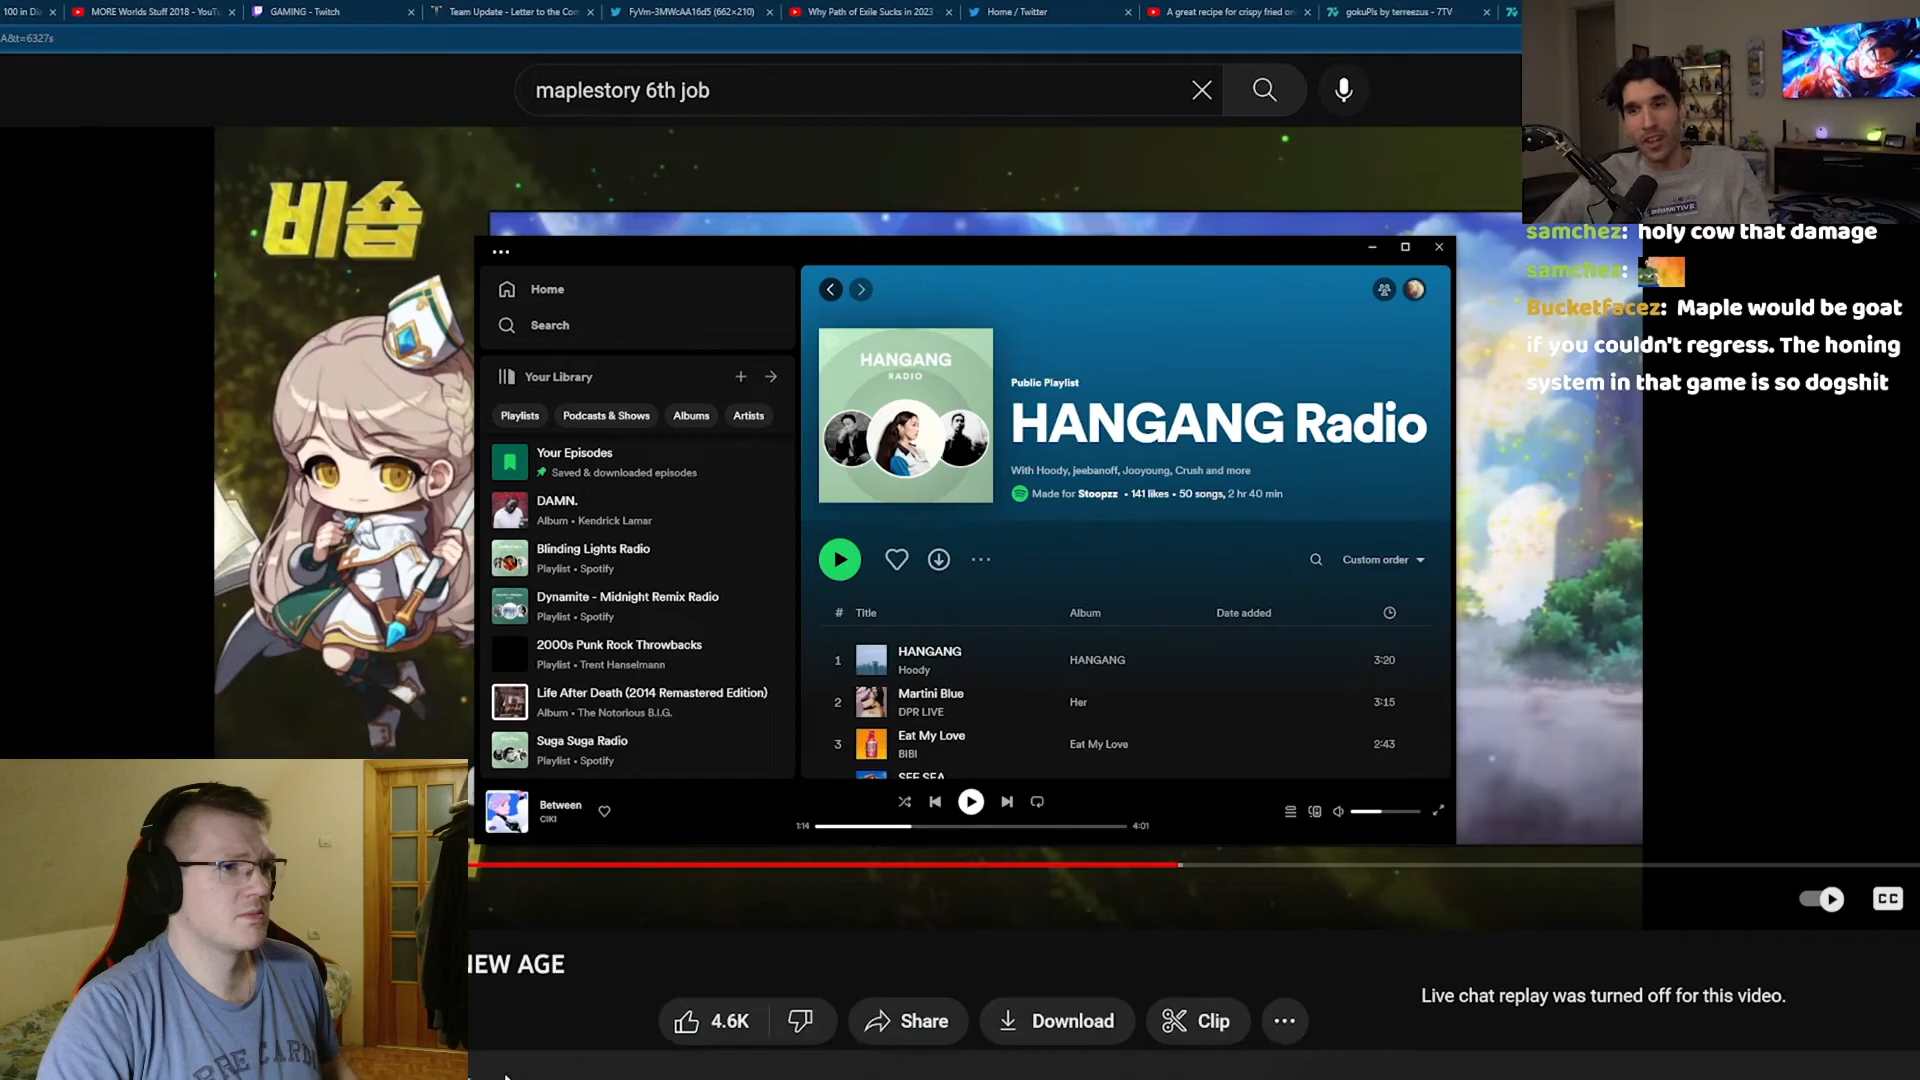 100 in Di
MORE Worlds Stuff 2018 - YouTu
GAMING - Twitch
Team Update - Letter to the Com
FyVm-3MWcAA16d5 (662×210)
Why Path of Exile Sucks in 2023
Home / Twitter
A great recipe for crispy fried on
gokuPls by terreezus - 7TV
A&t=6327s
maplestory 6th job
비숍
Home
Search
Your Library
Playlists
Podcasts & Shows
Albums
Artists
Your Episodes
Saved & downloaded episodes
DAMN.
Album • Kendrick Lamar
Blinding Lights Radio
Playlist • Spotify
Dynamite - Midnight Remix Radio
Playlist • Spotify
2000s Punk Rock Throwbacks
Playlist • Trent Hanselmann
Life After Death (2014 Remastered Edition)
Album • The Notorious B.I.G.
Suga Suga Radio
Playlist • Spotify
HANGANG
RADIO
Public Playlist
HANGANG Radio
With Hoody, jeebanoff, Jooyoung, Crush and more
Made for Stoopzz • 141 likes • 50 songs, 2 hr 40 min
Custom order
# Title Album Date added
1 HANGANG HANGANG 3:20
Hoody
2 Martini Blue Her 3:15
DPR LIVE
3 Eat My Love Eat My Love 2:43
BIBI
SEE SEA
Between
CIKI
1:14
4:01
PRIMITIVE
samchez: holy cow that damage
samchez:
Bucketfacez: Maple would be goat
if you couldn't regress. The honing
system in that game is so dogshit
CC
NEW AGE
4.6K
Share
Download
Clip
Live chat replay was turned off for this video.